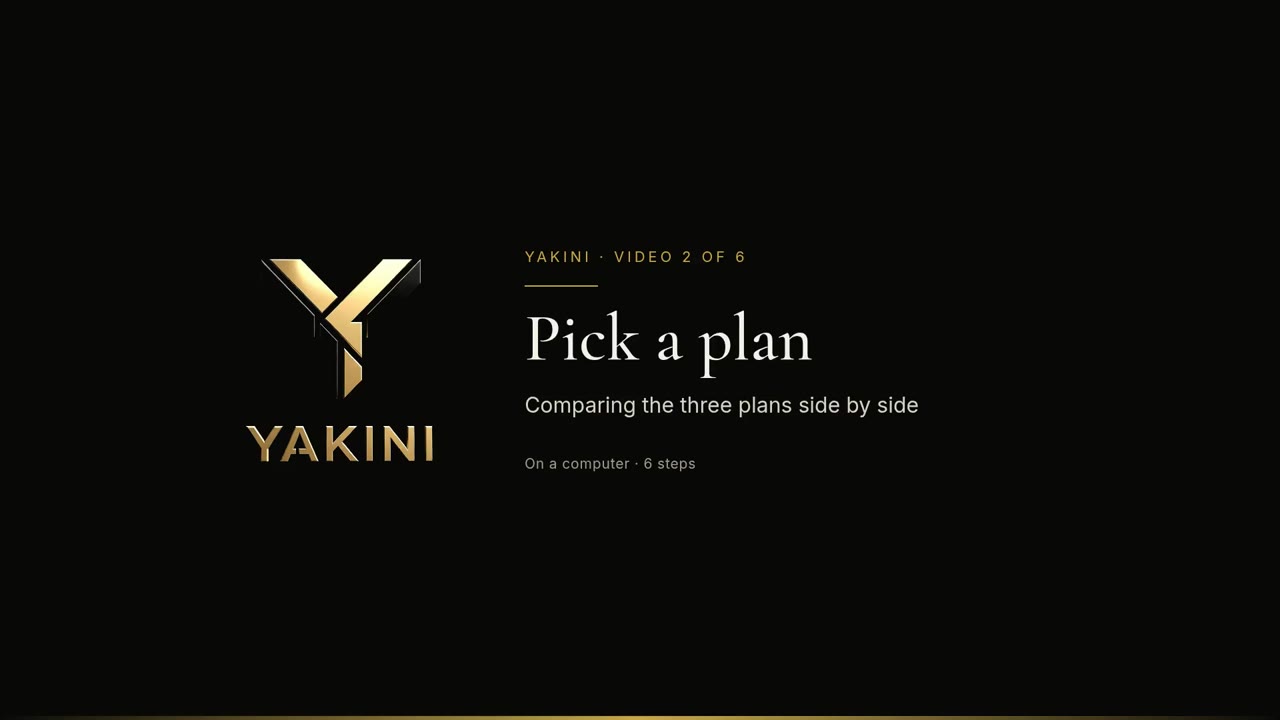 YAKINI
YAKINI · VIDEO 2 OF 6
Pick a plan
Comparing the three plans side by side
On a computer · 6 steps